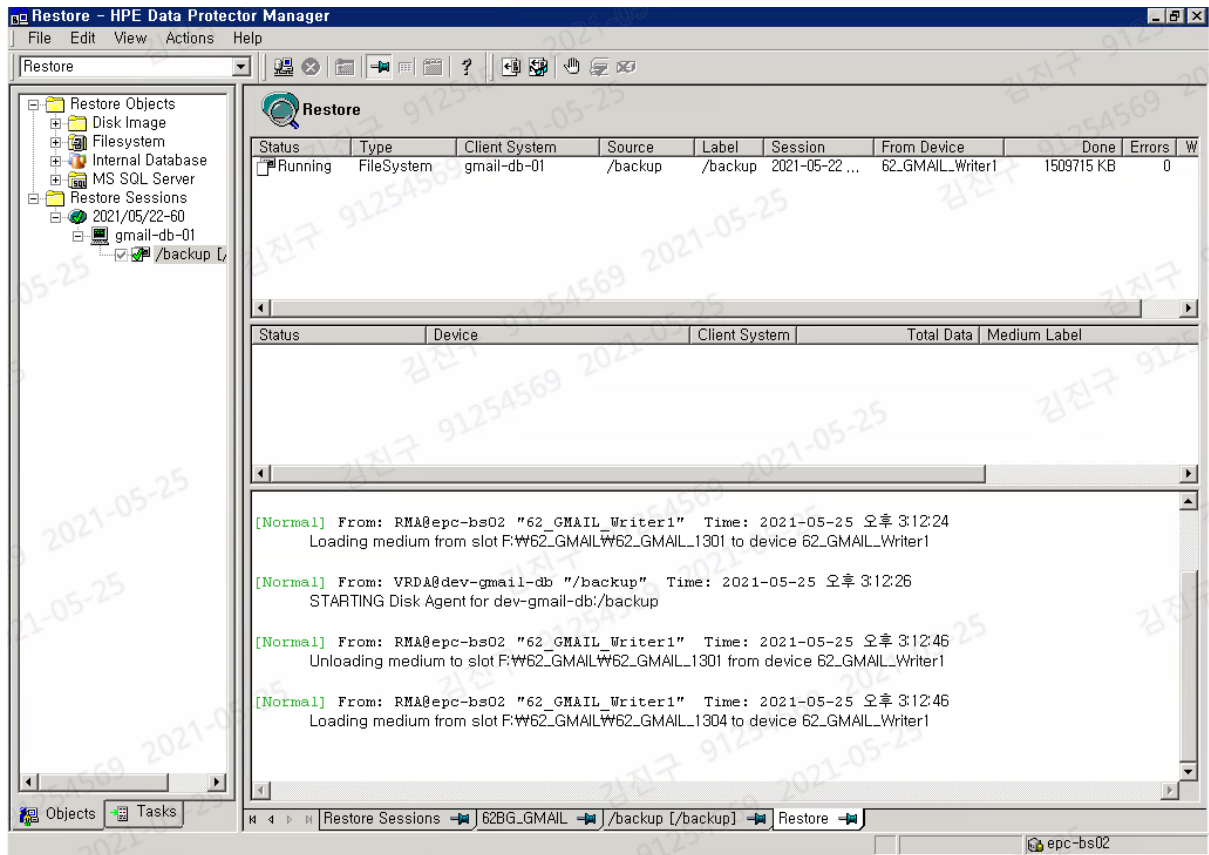 Restore - HPE Data Protector Manager
File Edit View Actions Help
Restore
Restore Objects
Disk Image
Filesystem
Internal Database
MS SQL Server
Restore Sessions
2021/05/22-60
gmail-db-01
/backup [/
Objects Tasks
Restore
Status Type Client System Source Label Session From Device Done Errors W
Running FileSystem gmail-db-01 /backup /backup 2021-05-22 ... 62_GMAIL_Writer1 1509715 KB 0
Status Device Client System Total Data Medium Label
[Normal] From: RMA@epc-bs02 "62_GMAIL_Writer1" Time: 2021-05-25 오후 3:12:24
Loading medium from slot F:₩62_GMAIL₩62_GMAIL_1301 to device 62_GMAIL_Writer1
[Normal] From: VRDA@dev-gmail-db "/backup" Time: 2021-05-25 오후 3:12:26
STARTING Disk Agent for dev-gmail-db:/backup
[Normal] From: RMA@epc-bs02 "62_GMAIL_Writer1" Time: 2021-05-25 오후 3:12:46
Unloading medium to slot F:₩62_GMAIL₩62_GMAIL_1301 from device 62_GMAIL_Writer1
[Normal] From: RMA@epc-bs02 "62_GMAIL_Writer1" Time: 2021-05-25 오후 3:12:46
Loading medium from slot F:₩62_GMAIL₩62_GMAIL_1304 to device 62_GMAIL_Writer1
Restore Sessions 62BG_GMAIL /backup [/backup] Restore
epc-bs02
김진구 91254569 2021-05-25